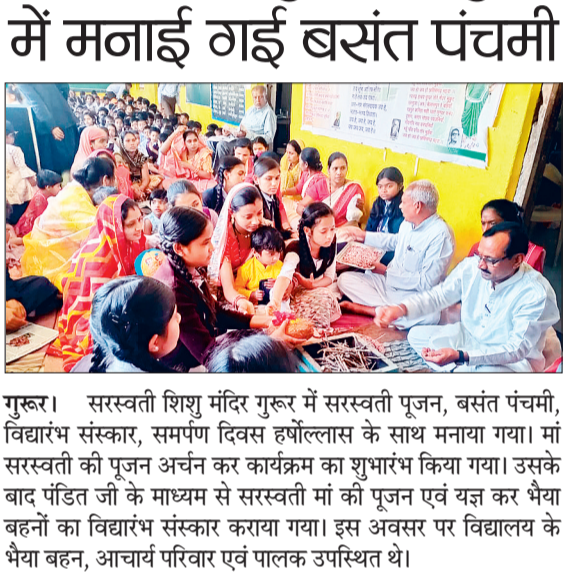 में मनाई गई बसंत पंचमी
गुरूर। सरस्वती शिशु मंदिर गुरूर में सरस्वती पूजन, बसंत पंचमी,
विद्यारंभ संस्कार, समर्पण दिवस हर्षोल्लास के साथ मनाया गया। मां
सरस्वती की पूजन अर्चन कर कार्यक्रम का शुभारंभ किया गया। उसके
बाद पंडित जी के माध्यम से सरस्वती मां की पूजन एवं यज्ञ कर भैया
बहनों का विद्यारंभ संस्कार कराया गया। इस अवसर पर विद्यालय के
भैया बहन, आचार्य परिवार एवं पालक उपस्थित थे।